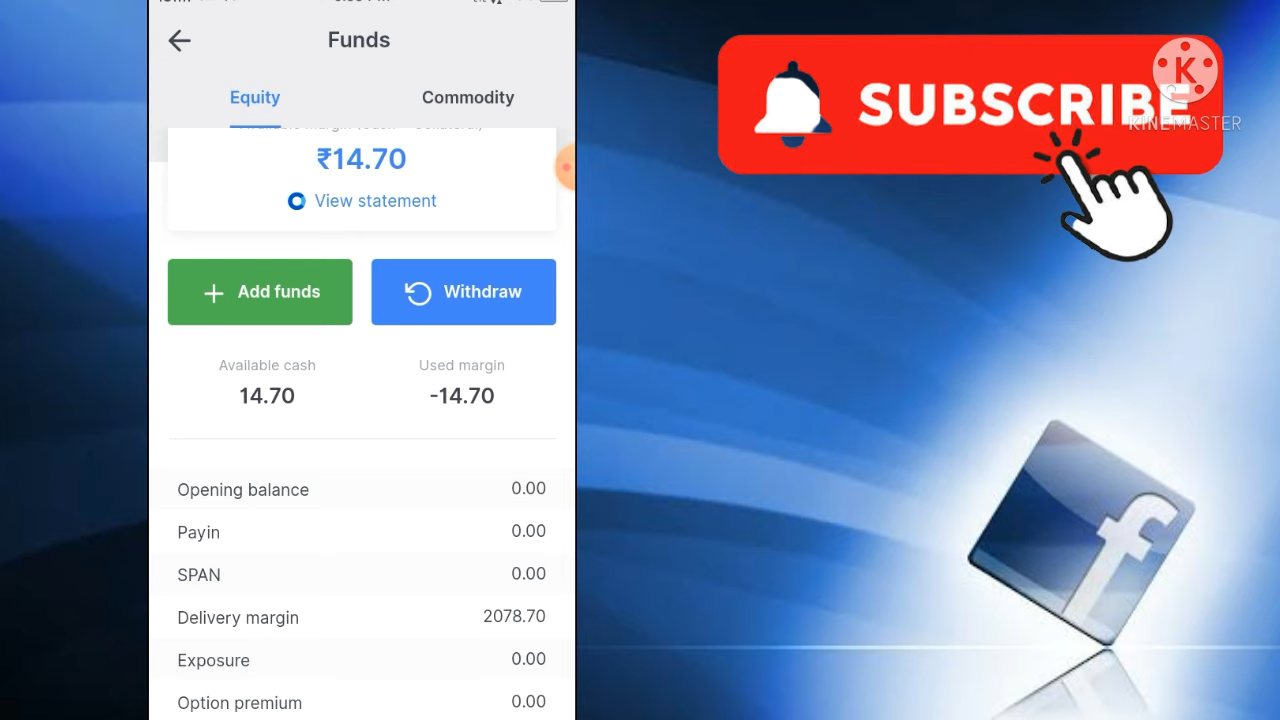 Funds
Equity
Commodity
₹14.70
View statement
+ Add funds
Withdraw
Available cash
14.70
Used margin
-14.70
Opening balance
0.00
Payin
0.00
SPAN
0.00
Delivery margin
2078.70
Exposure
0.00
Option premium
0.00
SUBSCRIBE
K
KINEMASTER
f